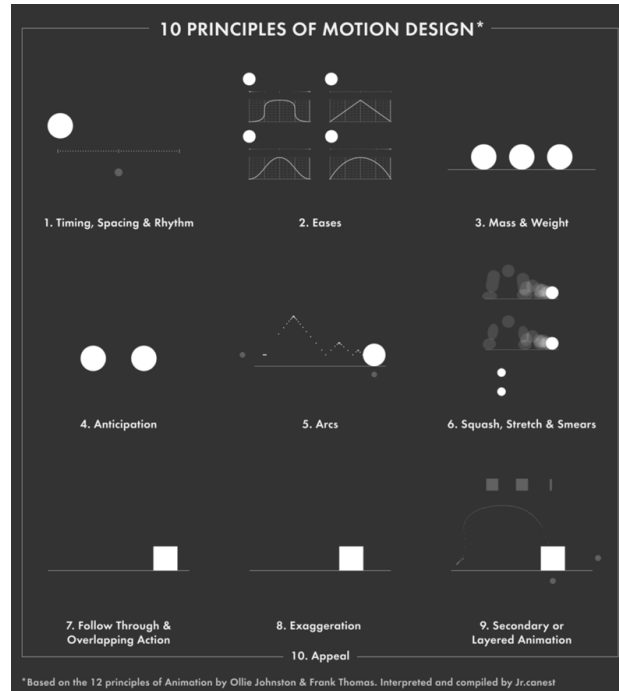 10 PRINCIPLES OF MOTION DESIGN*
1. Timing, Spacing & Rhythm
2. Eases
3. Mass & Weight
4. Anticipation
5. Arcs
6. Squash, Stretch & Smears
7. Follow Through &
Overlapping Action
8. Exaggeration
9. Secondary or
Layered Animation
10. Appeal
*Based on the 12 principles of Animation by Ollie Johnston & Frank Thomas. Interpreted and compiled by Jr.canest